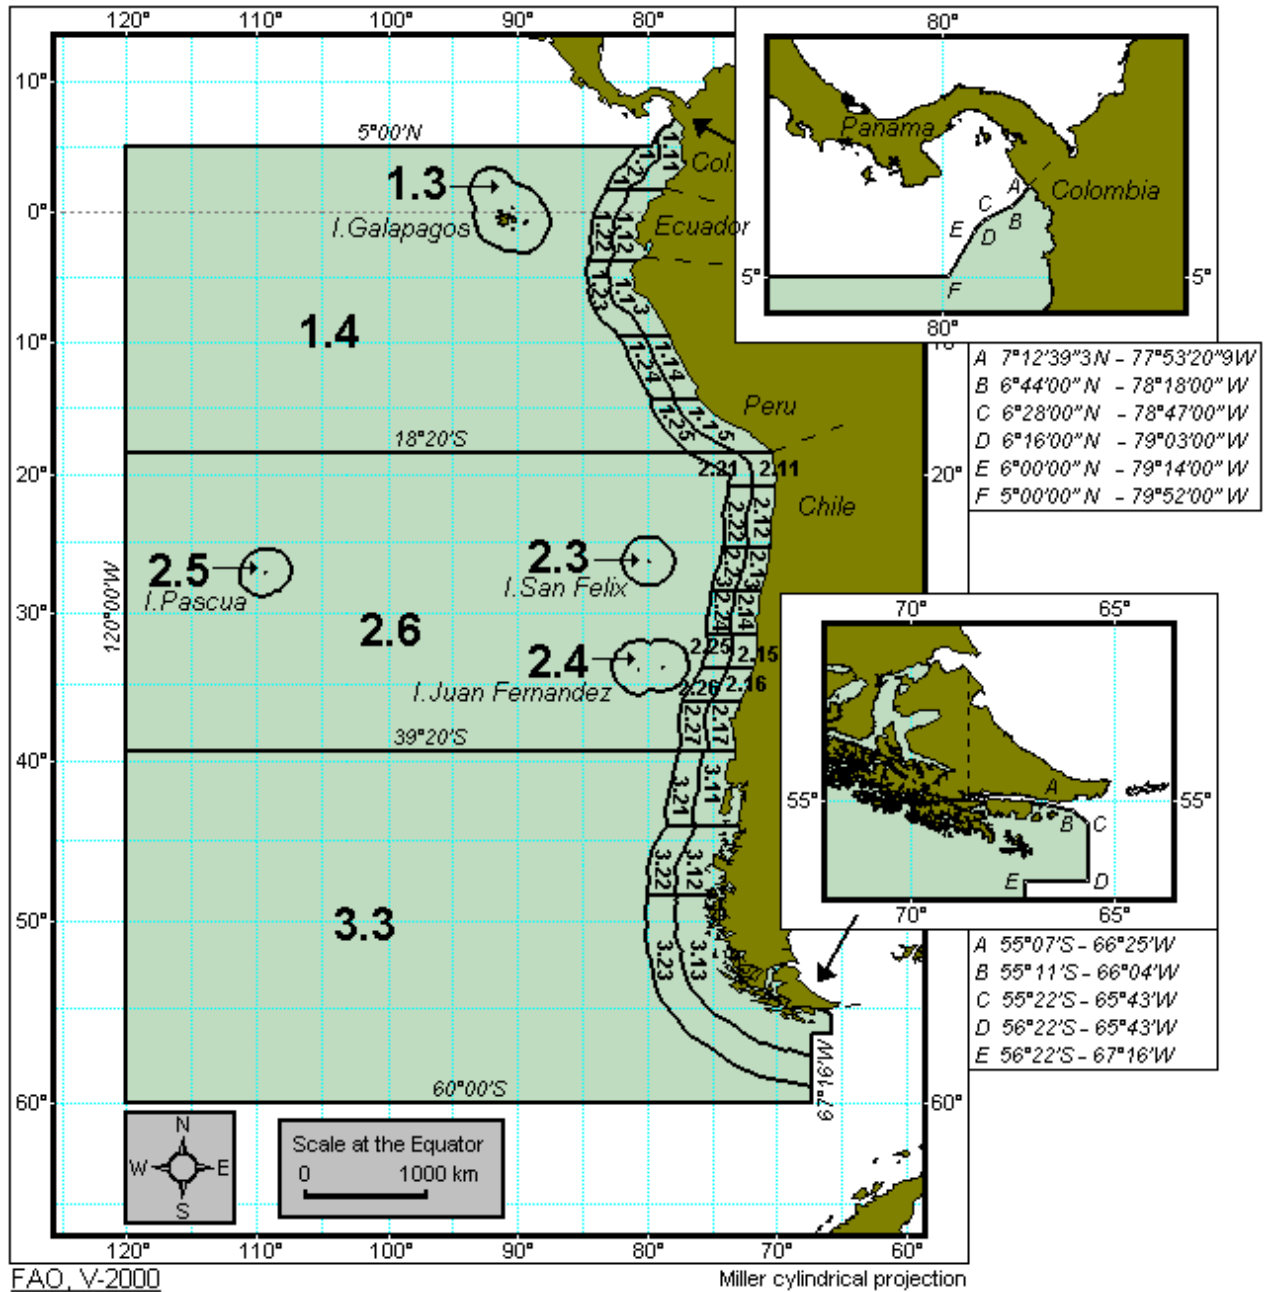 120° 110° 100° 90° 80°
80°
10°
5°00'N
1.3
I.Galapagos
0°
1.11
1.2
1.22
1.12
1.23
1.13
1.24
1.14
1.25
1.15
Col.
Ecuador
Peru
Chile
Panama
Colombia
A
B
C
D
E
F
5° 5°
80°
A 7°12'39"3N - 77°53'20"9W
B 6°44'00"N - 78°18'00"W
C 6°28'00"N - 78°47'00"W
D 6°16'00"N - 79°03'00"W
E 6°00'00"N - 79°14'00"W
F 5°00'00"N - 79°52'00"W
1.4
10° 10°
18°20'S
20° 20°
2.21 2.11
2.22 2.12
2.23 2.13
2.24 2.14
2.25 2.15
2.26 2.16
2.27 2.17
2.5
I.Pascua
2.3
I.San Felix
120°00'W
30°
2.6
2.4
I.Juan Fernandez
39°20'S
40°
3.21 3.11
3.22 3.12
3.23 3.13
3.3
50°
70° 65°
55° 55°
A
B
C
D
E
70° 65°
A 55°07'S - 66°25'W
B 55°11'S - 66°04'W
C 55°22'S - 65°43'W
D 56°22'S - 65°43'W
E 56°22'S - 67°16'W
60°00'S
67°16'W
60° 60°
N
W E
S
Scale at the Equator
0 1000 km
120° 110° 100° 90° 80° 70° 60°
FAO, V-2000
Miller cylindrical projection